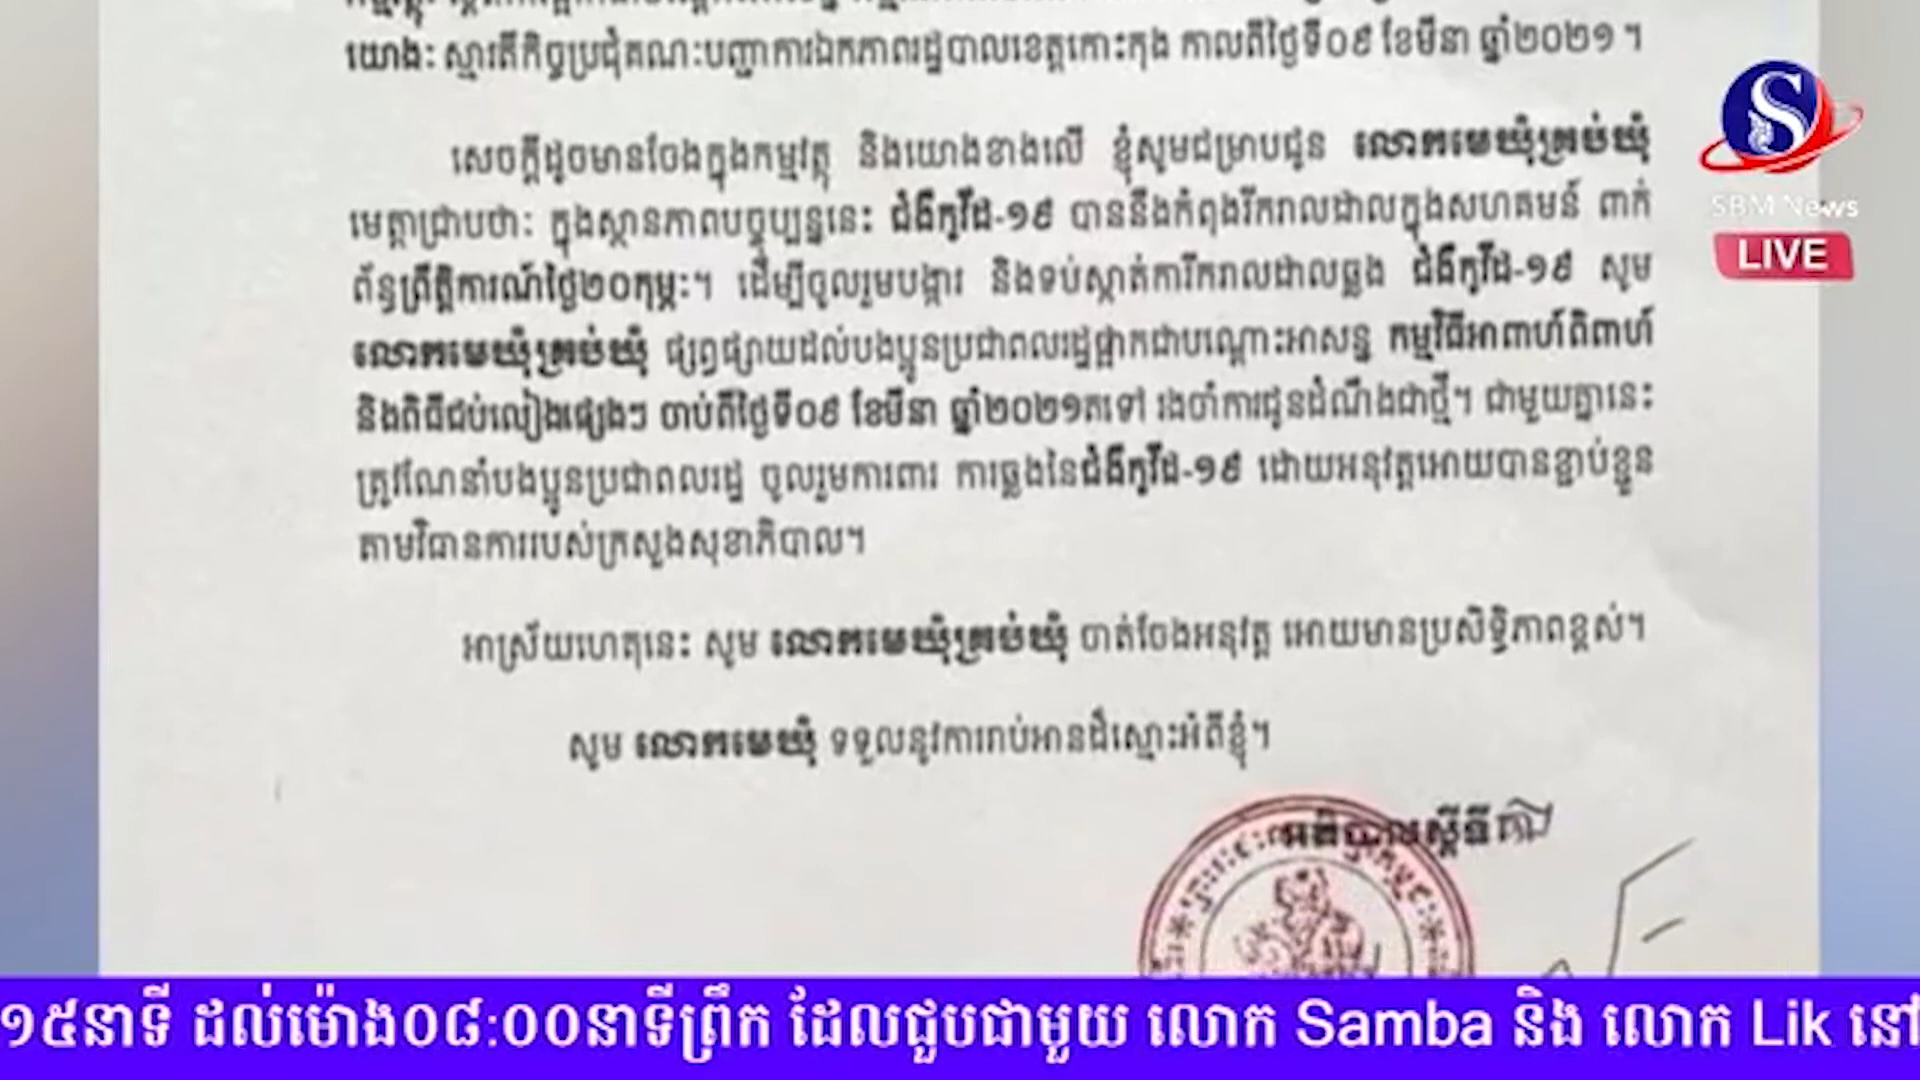 យោង: ស្មារតីកិច្ចប្រជុំគណៈបញ្ជាការឯកភាពរដ្ឋបាលខេត្តកោះកុង កាលពីថ្ងៃទី០៩ ខែមីនា ឆ្នាំ២០២១ ។
សេចក្តីដូចមានចែងក្នុងកម្មវត្ថុ និងយោងខាងលើ ខ្ញុំសូមជម្រាបជូន លោកមេឃុំគ្រប់ឃុំ
មេត្តាជ្រាបថា: ក្នុងស្ថានភាពបច្ចុប្បន្ននេះ ជំងឺកូវីដ-១៩ បាននឹងកំពុងរីករាលដាលក្នុងសហគមន៍ ពាក់
ព័ន្ធព្រឹត្តិការណ៍ថ្ងៃ២០កុម្ភៈ។ ដើម្បីចូលរួមបង្ការ និងទប់ស្កាត់ការីករាលដាលឆ្លង ជំងឺកូវីដ-១៩ សូម
លោកមេឃុំគ្រប់ឃុំ ផ្សព្វផ្សាយដល់បងប្អូនប្រជាពលរដ្ឋផ្អាកជាបណ្តោះអាសន្ន កម្មវិធីអាពាហ៍ពិពាហ៍
និងពិធីជប់លៀងផ្សេងៗ ចាប់ពីថ្ងៃទី០៩ ខែមីនា ឆ្នាំ២០២១តទៅ រងចាំការជូនដំណឹងជាថ្មី។ ជាមួយគ្នានេះ
ត្រូវណែនាំបងប្អូនប្រជាពលរដ្ឋ ចូលរួមការពារ ការឆ្លងនៃជំងឺកូវីដ-១៩ ដោយអនុវត្តអោយបានខ្ជាប់ខ្ជួន
តាមវិធានការរបស់ក្រសួងសុខាភិបាល។
អាស្រ័យហេតុនេះ សូម លោកមេឃុំគ្រប់ឃុំ ចាត់ចែងអនុវត្ត អោយមានប្រសិទ្ធិភាពខ្ពស់។
សូម លោកមេឃុំ ទទួលនូវការរាប់អានដ៏ស្មោះអំពីខ្ញុំ។
អភិបាលស្តីទី
SBM News
LIVE
១៥នាទី ដល់ម៉ោង០៨:០០នាទីព្រឹក ដែលជួបជាមួយ លោក Samba និង លោក Lik នៅ